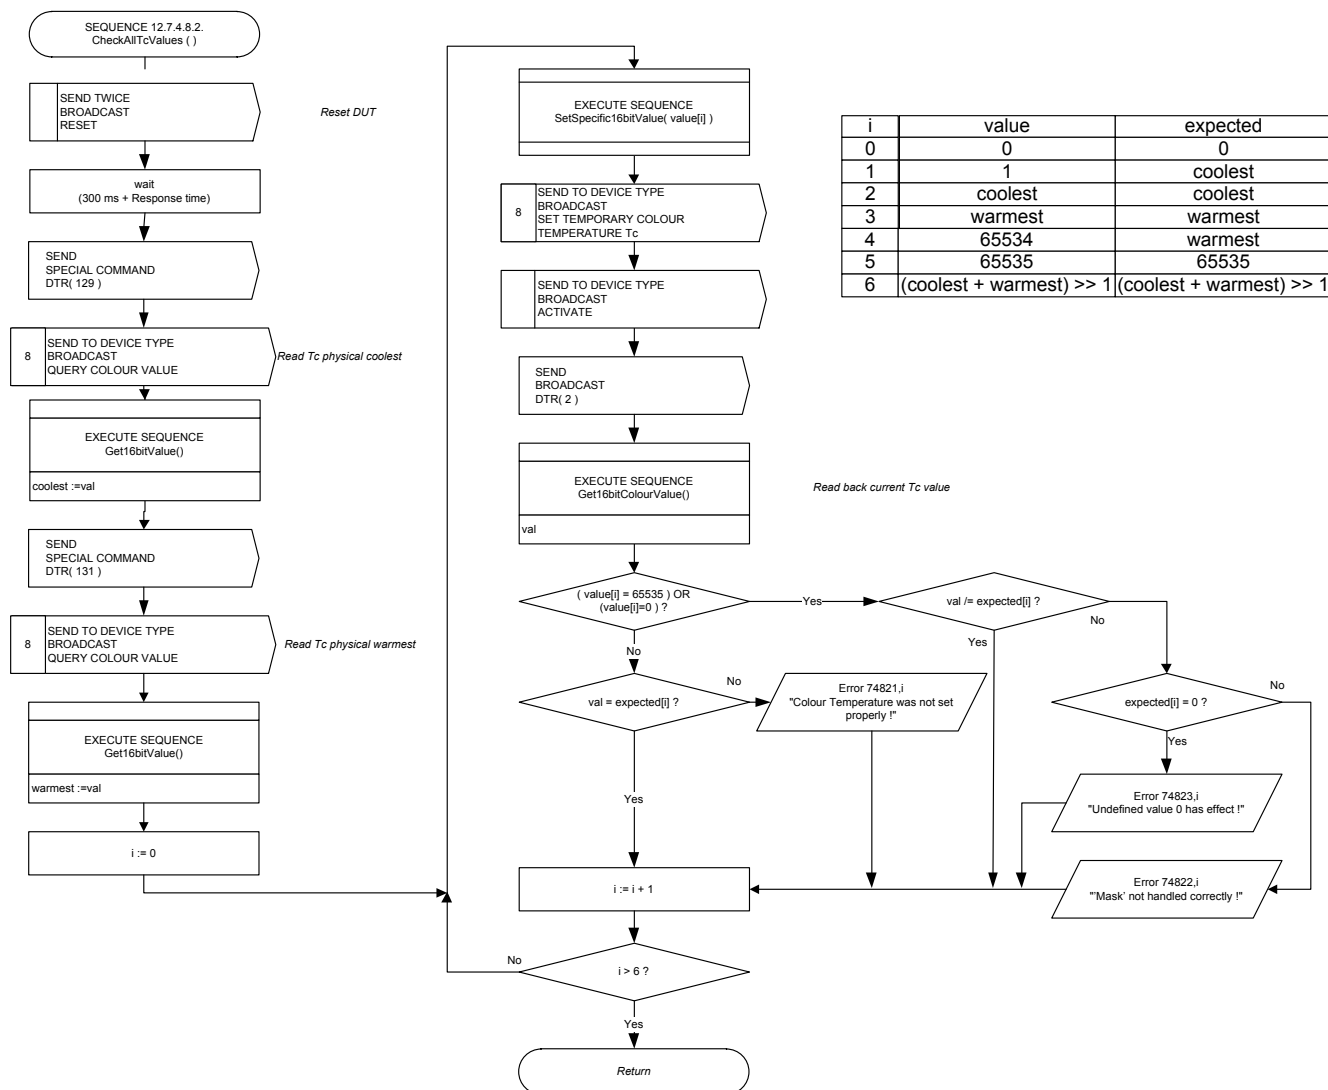 SEQUENCE 12.7.4.8.2.
CheckAllTcValues ( )
SEND TWICE
BROADCAST
RESET
Reset DUT
wait
(300 ms + Response time)
SEND
SPECIAL COMMAND
DTR( 129 )
8
SEND TO DEVICE TYPE
BROADCAST
QUERY COLOUR VALUE
Read Tc physical coolest
EXECUTE SEQUENCE
Get16bitValue()
coolest :=val
SEND
SPECIAL COMMAND
DTR( 131 )
8
SEND TO DEVICE TYPE
BROADCAST
QUERY COLOUR VALUE
Read Tc physical warmest
EXECUTE SEQUENCE
Get16bitValue()
warmest :=val
i := 0
EXECUTE SEQUENCE
SetSpecific16bitValue( value[i] )
8
SEND TO DEVICE TYPE
BROADCAST
SET TEMPORARY COLOUR
TEMPERATURE Tc
SEND TO DEVICE TYPE
BROADCAST
ACTIVATE
SEND
BROADCAST
DTR( 2 )
EXECUTE SEQUENCE
Get16bitColourValue()
val
Read back current Tc value
( value[i] = 65535 ) OR
(value[i]=0 ) ?
Yes
No
val /= expected[i] ?
No
Yes
val = expected[i] ?
No
Yes
Error 74821,i
"Colour Temperature was not set
properly !"
expected[i] = 0 ?
No
Yes
Error 74823,i
"Undefined value 0 has effect !"
Error 74822,i
"'Mask' not handled correctly !"
i := i + 1
i > 6 ?
No
Yes
Return
i value expected
0 0 0
1 1 coolest
2 coolest coolest
3 warmest warmest
4 65534 warmest
5 65535 65535
6 (coolest + warmest) >> 1 (coolest + warmest) >> 1